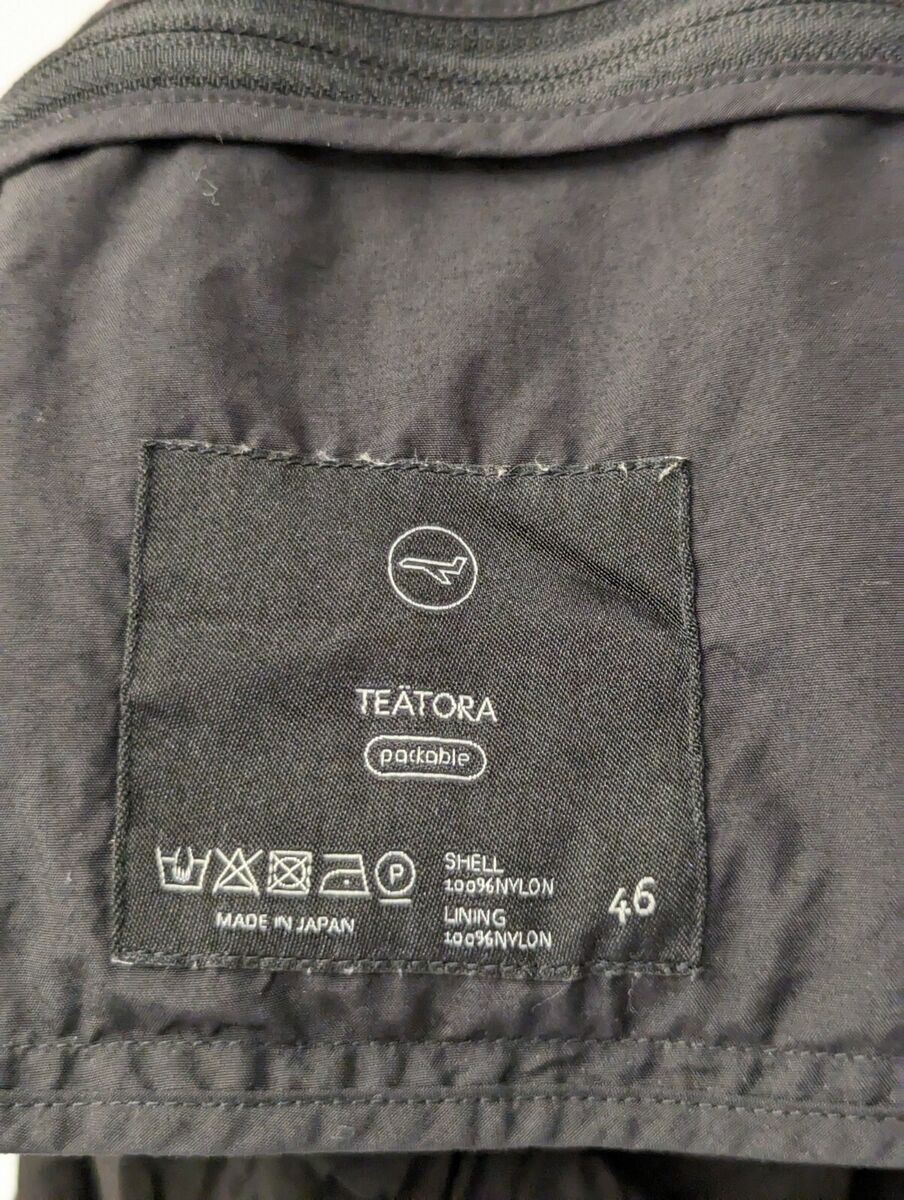 TEÄTORA
packable
P
MADE IN JAPAN
SHELL
100%NYLON
LINING
100%NYLON
46